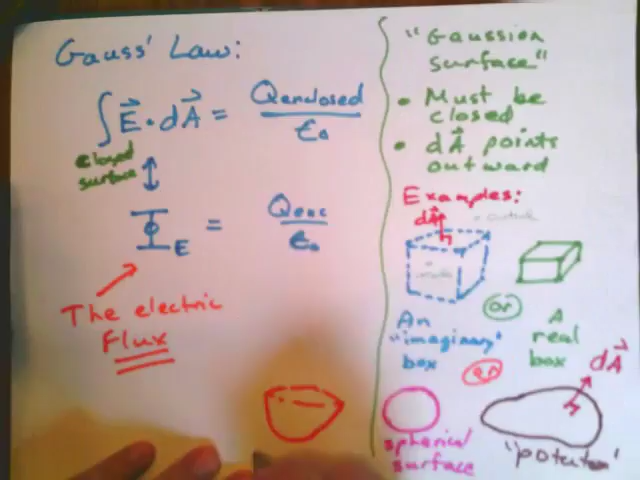 Gauss' Law:
∫ E⃗ • dA⃗ = Qenclosed / ε₀
closed
surface
Φ_E = Qenc / ε₀
The electric
Flux
"Gaussian
surface"
• Must be
closed
• dA⃗ points
outward
Examples:
dA⃗
An
"imaginary"
box
or
A
real
box
or
spherical
surface
dA⃗